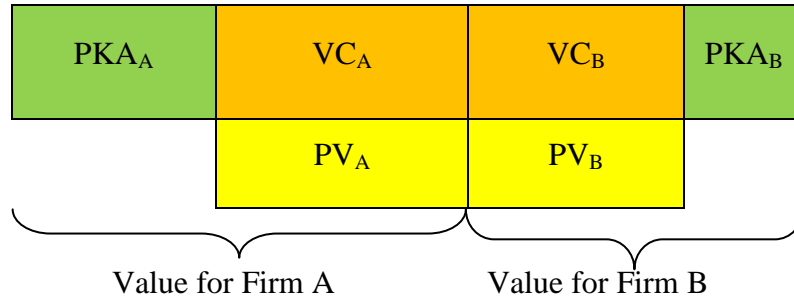 PKA_A VC_A VC_B PKA_B
PV_A PV_B
Value for Firm A Value for Firm B